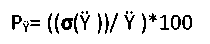 PŸ= ((σ(Ÿ ))/ Ÿ )*100